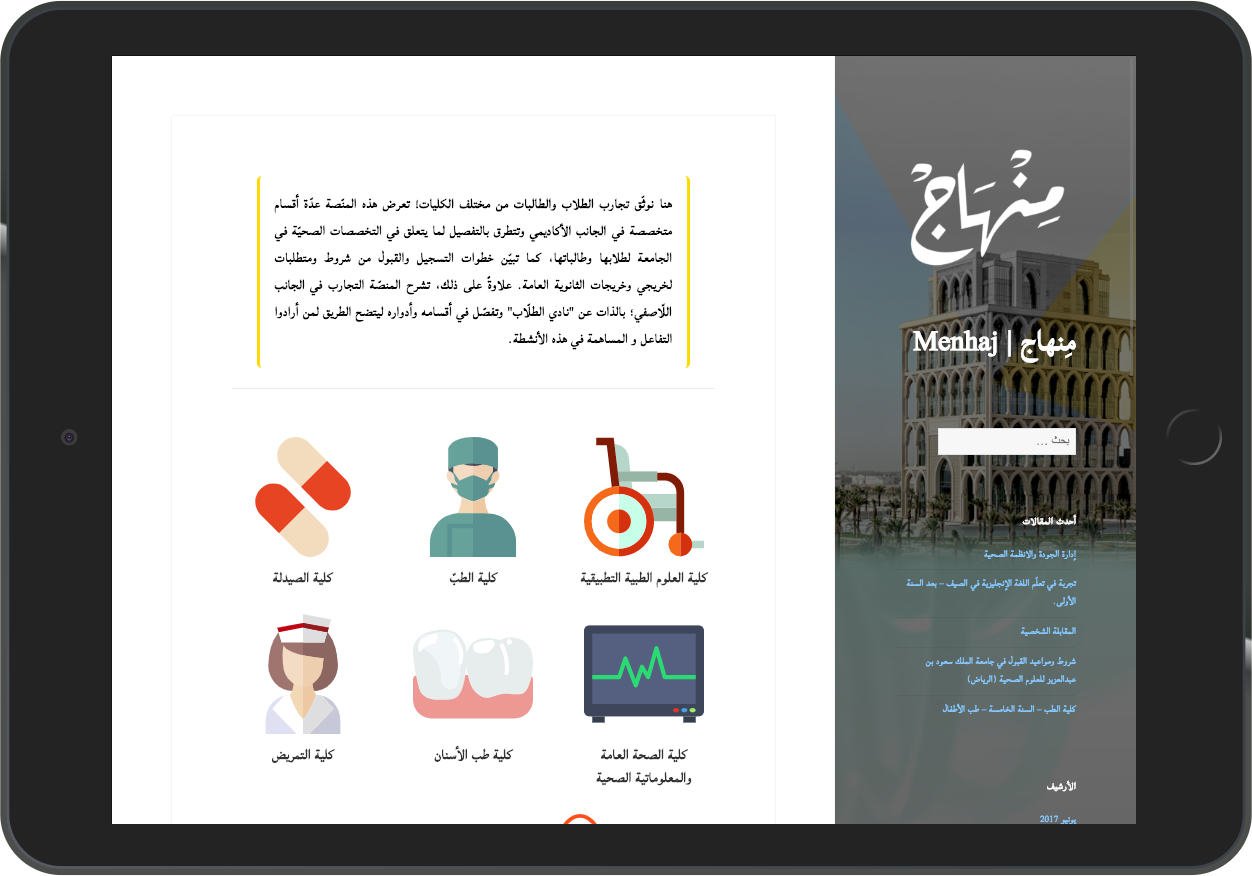 مِنْهَاجْ
مِنهاج | Menhaj
بحث …
أحدث المقالات
إدارة الجودة والانظمة الصحية
تجربة في تعلّم اللغة الإنجليزية في الصيف – بعد السنة
الأولى.
المقابلة الشخصية
شروط ومواعيد القبول في جامعة الملك سعود بن
عبدالعزيز للعلوم الصحية (الرياض)
كلية الطب – السنة الخامسة – طب الأطفال
الأرشيف
يونيو 2017
هنا نوثّق تجارب الطلاب والطالبات من مختلف الكليات؛ تعرض هذه المنّصة عدّة أقسام
متخصصة في الجانب الأكاديمي وتتطرق بالتفصيل لما يتعلق في التخصصات الصحيّة في
الجامعة لطلابها وطالباتها، كما تبيّن خطوات التسجيل والقبول من شروط ومتطلبات
لخريجي وخريجات الثانوية العامة. علاوةً على ذلك، تشرح المنصّة التجارب في الجانب
اللّاصفي؛ بالذات عن "نادي الطلّاب" وتفصّل في أقسامه وأدواره ليتضح الطريق لمن أرادوا
التفاعل و المساهمة في هذه الأنشطة.
كلية العلوم الطبية التطبيقية
كلية الطبّ
كلية الصيدلة
كلية الصحة العامة
والمعلوماتية الصحية
كلية طب الأسنان
كلية التمريض